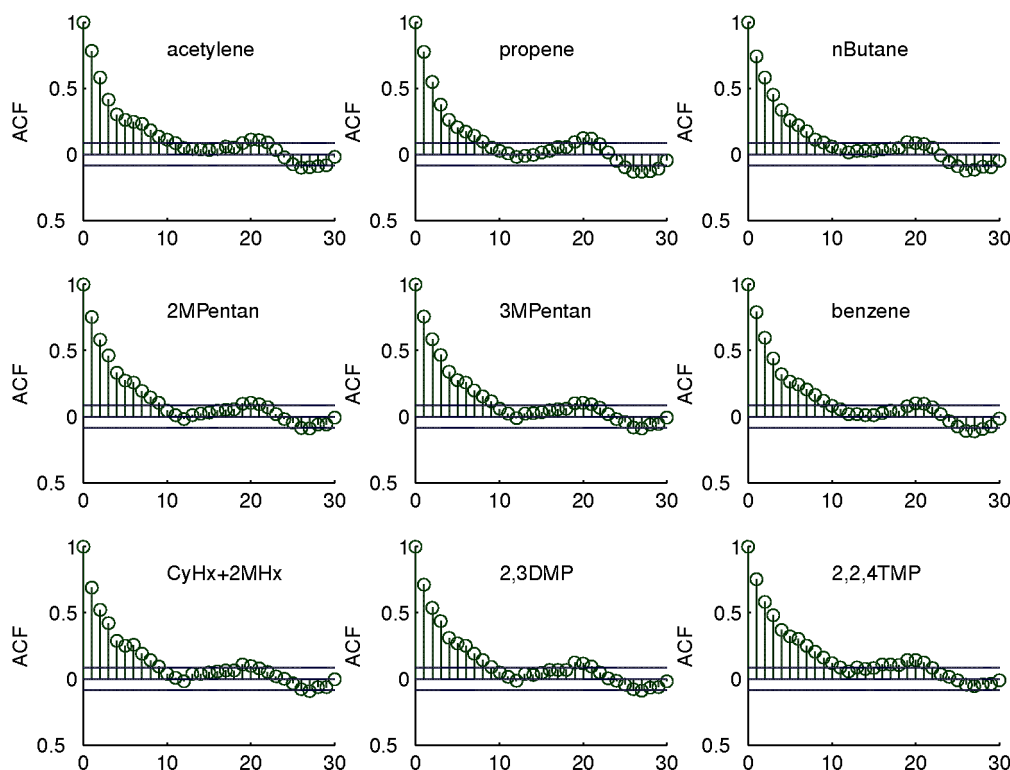 1 1 1
acetylene propene nButane
0.5 0.5 0.5
ACF ACF ACF
0 0 0
0.5 0.5 0.5
0 10 20 30 0 10 20 30 0 10 20 30
1 1 1
2MPentan 3MPentan benzene
0.5 0.5 0.5
ACF ACF ACF
0 0 0
0.5 0.5 0.5
0 10 20 30 0 10 20 30 0 10 20 30
1 1 1
CyHx+2MHx 2,3DMP 2,2,4TMP
0.5 0.5 0.5
ACF ACF ACF
0 0 0
0.5 0.5 0.5
0 10 20 30 0 10 20 30 0 10 20 30